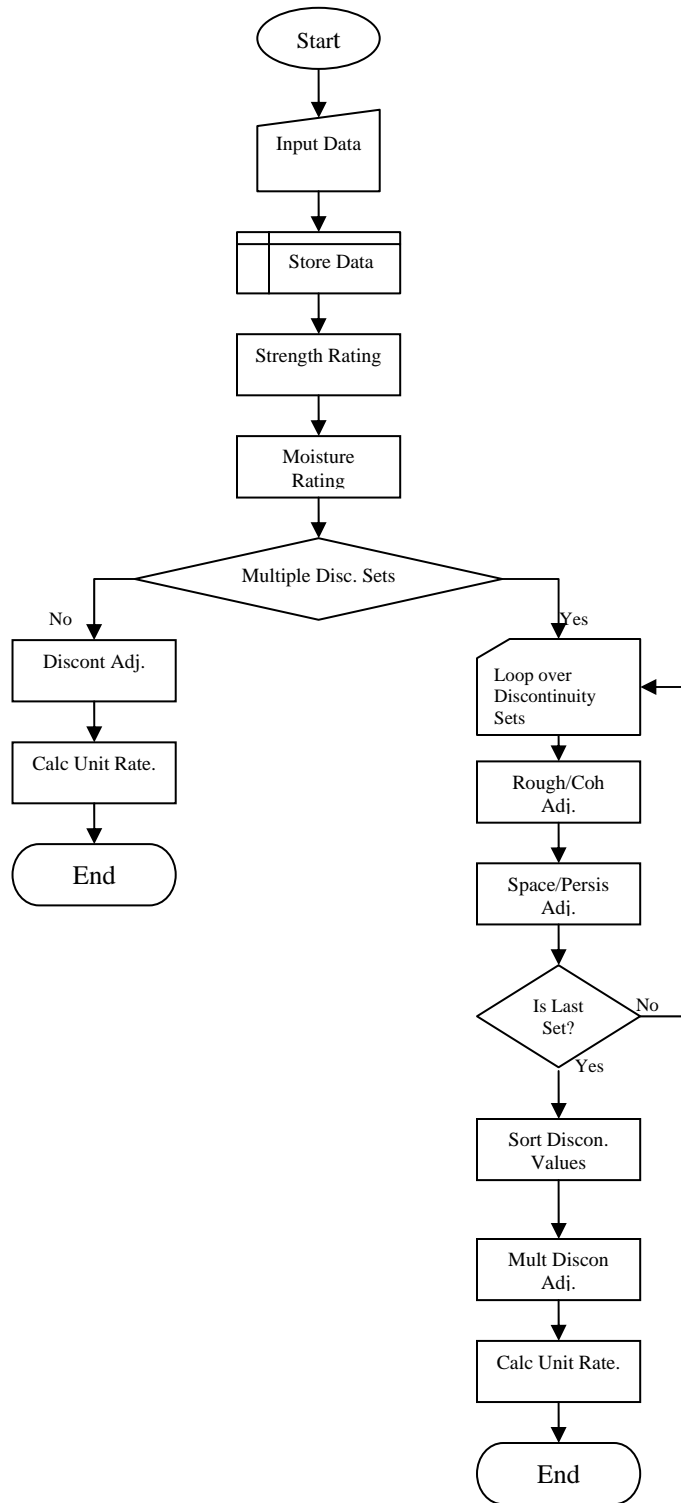 Start
Input Data
Store Data
Strength Rating
Moisture
Rating
Multiple Disc. Sets
No
Yes
Discont Adj.
Calc Unit Rate.
End
Loop over
Discontinuity
Sets
Rough/Coh
Adj.
Space/Persis
Adj.
Is Last
Set?
No
Yes
Sort Discon.
Values
Mult Discon
Adj.
Calc Unit Rate.
End